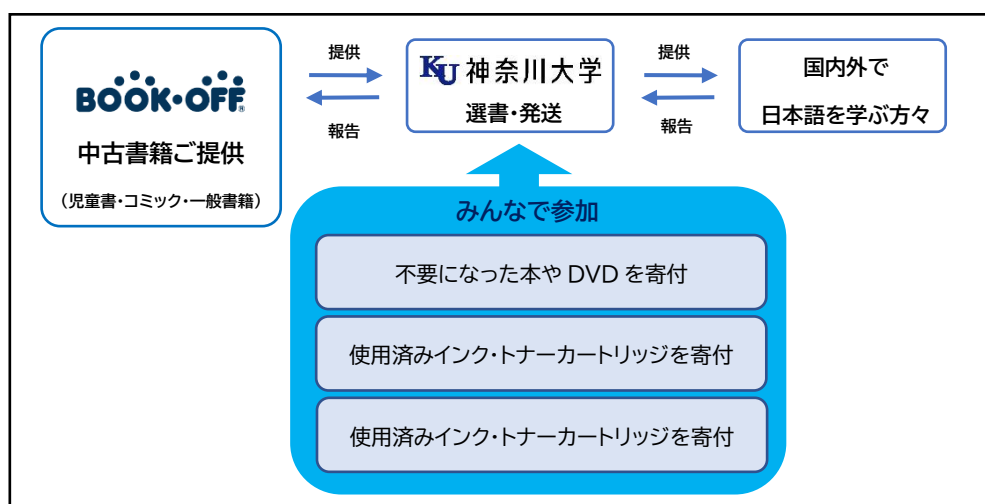 BOOK・OFF
中古書籍ご提供
（児童書・コミック・一般書籍）
提供
報告
KU 神奈川大学
選書・発送
提供
報告
国内外で
日本語を学ぶ方々
みんなで参加
不要になった本や DVD を寄付
使用済みインク・トナーカートリッジを寄付
使用済みインク・トナーカートリッジを寄付